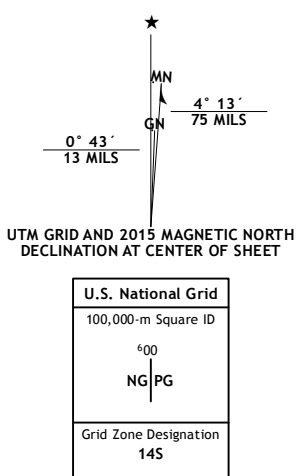 ★
MN
4° 13´
75 MILS
GN
0° 43´
13 MILS
UTM GRID AND 2015 MAGNETIC NORTH
DECLINATION AT CENTER OF SHEET
U.S. National Grid
100,000-m Square ID
⁶00
NG PG
Grid Zone Designation
14S